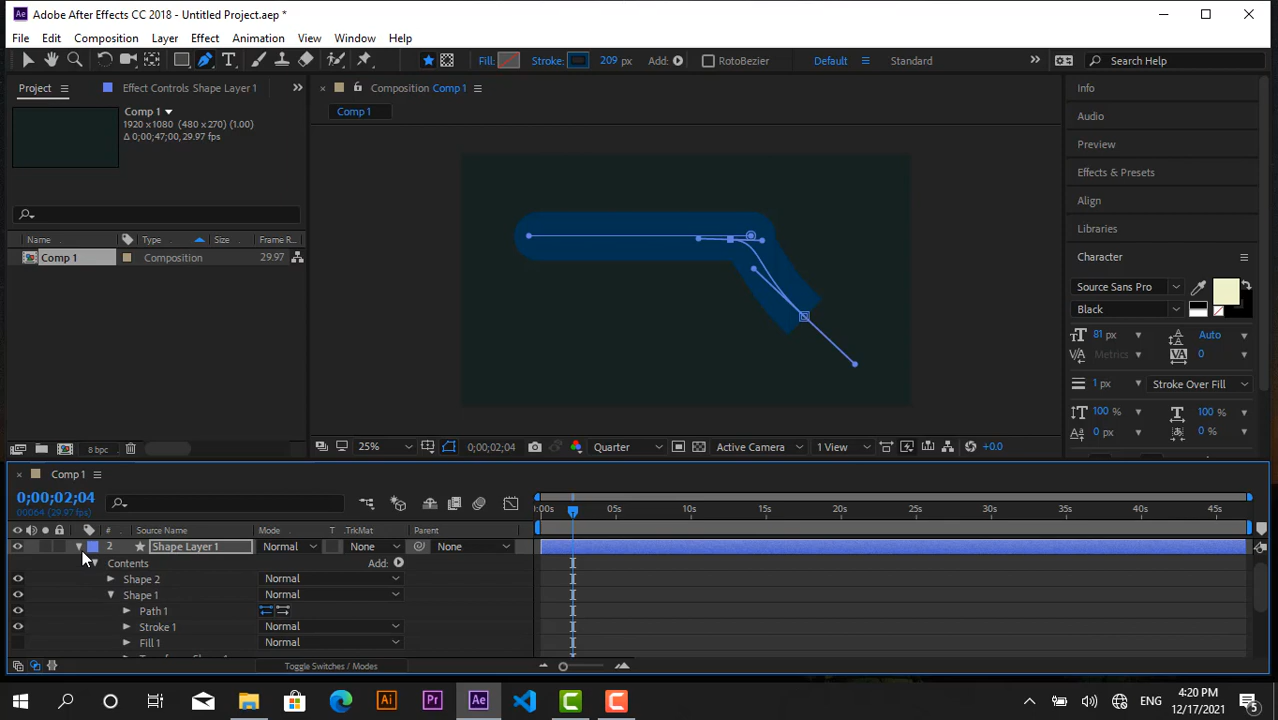 Adobe After Effects CC 2018 - Untitled Project.aep *
File Edit Composition Layer Effect Animation View Window Help
Fill: Stroke: 209 px Add: RotoBezier Default Standard Search Help
Project Effect Controls Shape Layer 1 Composition Comp 1 Info
Comp 1
Comp 1
1920 x 1080 (480 x 270) (1.00)
Δ 0;00;47;00, 29.97 fps
Audio
Preview
Effects & Presets
Align
Libraries
Name Type Size Frame R...
Comp 1 Composition 29.97
Character
Source Sans Pro
Black
81 px Auto
Metrics 0
1 px Stroke Over Fill
100 % 100 %
0 px 0 %
8 bpc 25% 0;00;02;04 Quarter Active Camera 1 View +0.0
Comp 1
0;00;02;04
00064 (29.97 fps)
:00s 05s 10s 15s 20s 25s 30s 35s 40s 45s
# Source Name Mode T .TrkMat Parent
2 Shape Layer 1 Normal None None
Contents Add:
Shape 2 Normal
Shape 1 Normal
Path 1
Stroke 1 Normal
Fill 1 Normal
Toggle Switches / Modes
Ai Pr Ae
ENG
4:20 PM
12/17/2021
5